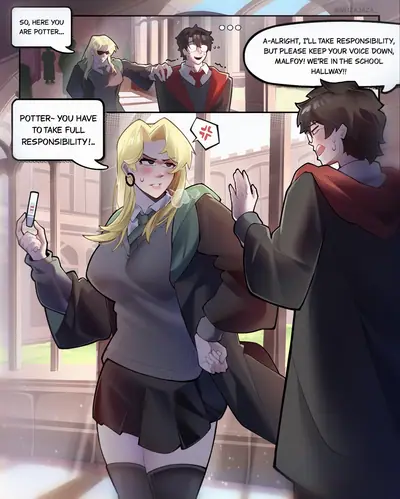 SO, HERE YOU
ARE POTTER...
A-ALRIGHT, I'LL TAKE RESPONSIBILITY,
BUT PLEASE KEEP YOUR VOICE DOWN,
MALFOY! WE'RE IN THE SCHOOL
HALLWAY!!
POTTER~ YOU HAVE
TO TAKE FULL
RESPONSIBILITY!..